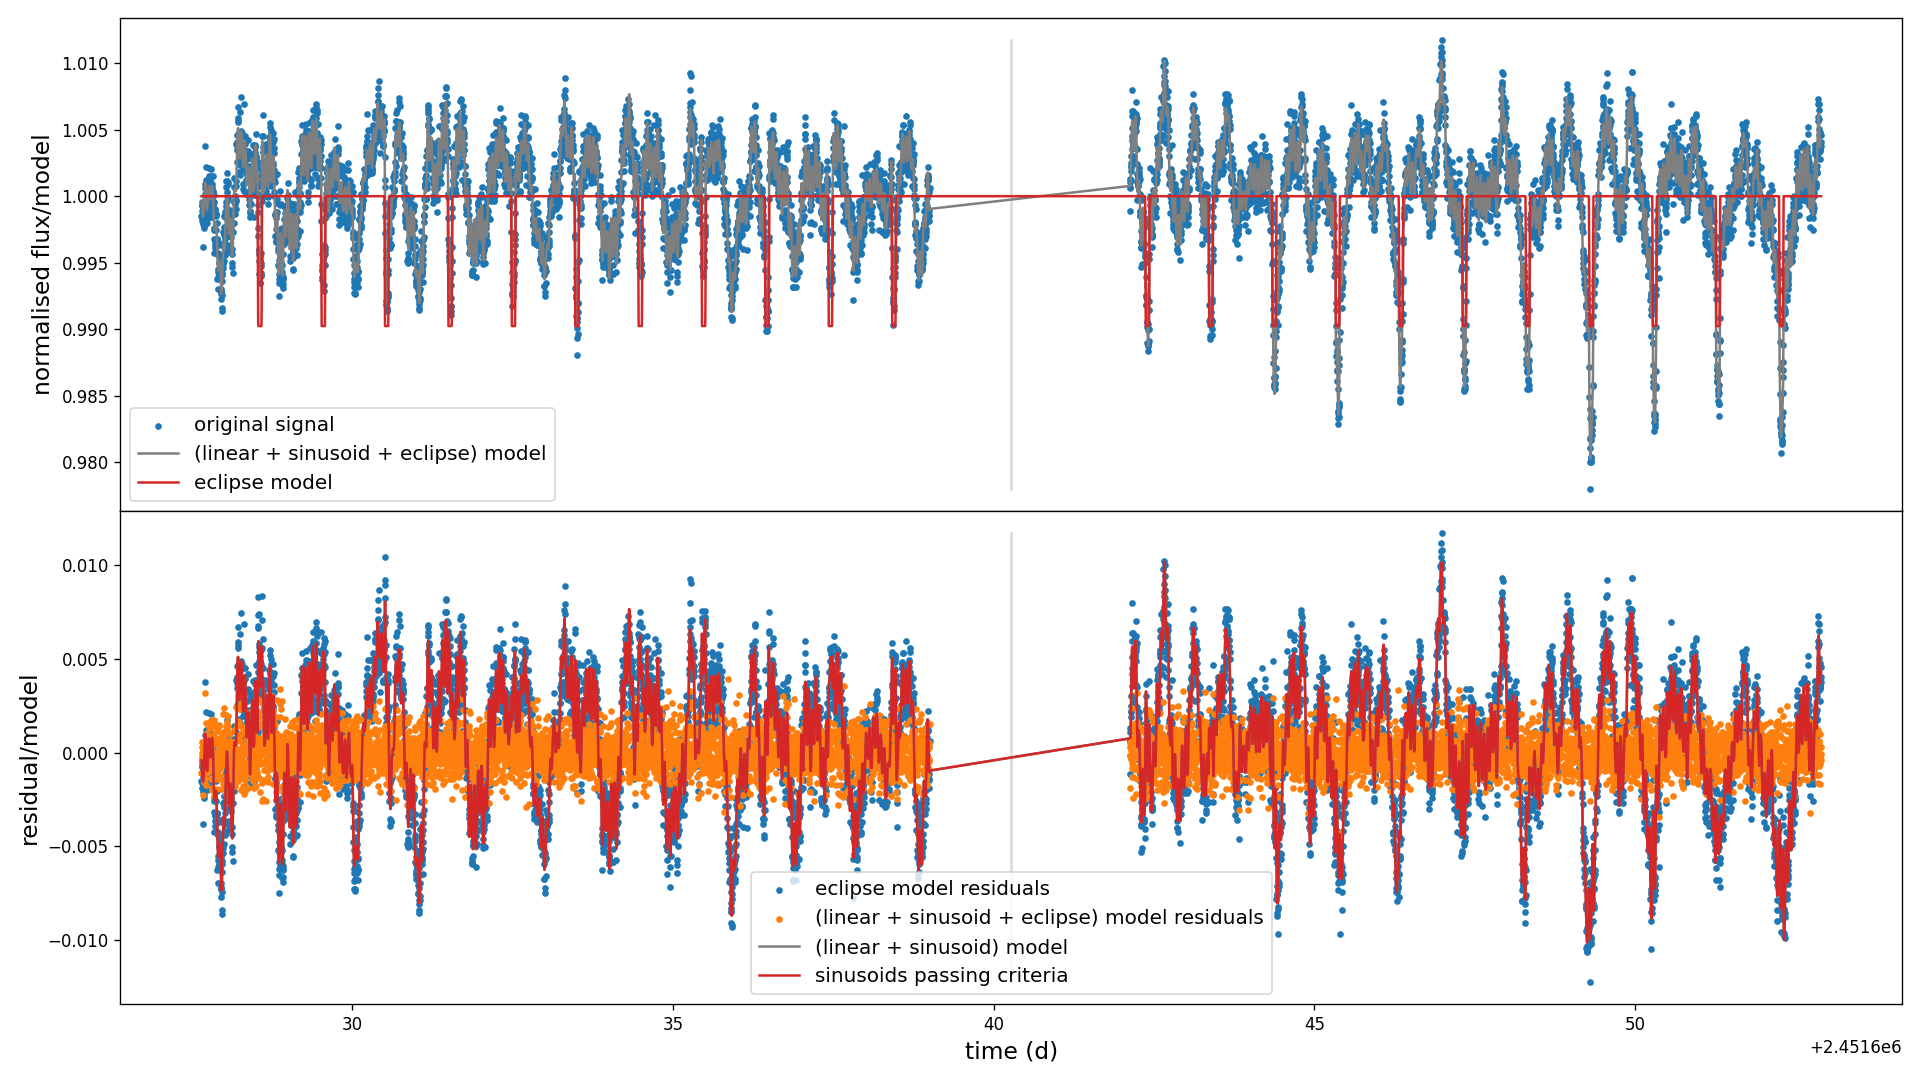 normalised flux/model
1.010
1.005
1.000
0.995
0.990
0.985
0.980
original signal
(linear + sinusoid + eclipse) model
eclipse model
residual/model
0.010
0.005
0.000
−0.005
−0.010
eclipse model residuals
(linear + sinusoid + eclipse) model residuals
(linear + sinusoid) model
sinusoids passing criteria
30 35 40 45 50
time (d)
+2.4516e6